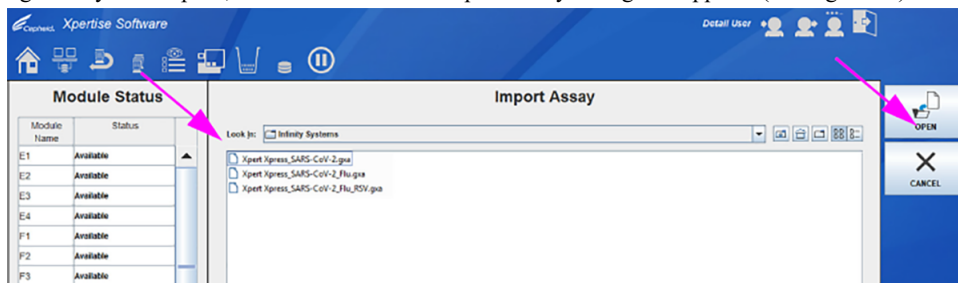 Cepheid. Xpertise Software
Detail User
Module Status
Import Assay
Module Name
Status
Look in: Infinity Systems
OPEN
E1 Available
Xpert Xpress_SARS-CoV-2.gxa
E2 Available
Xpert Xpress_SARS-CoV-2_Flu.gxa
E3 Available
Xpert Xpress_SARS-CoV-2_Flu_RSV.gxa
CANCEL
E4 Available
F1 Available
F2 Available
F3 Available